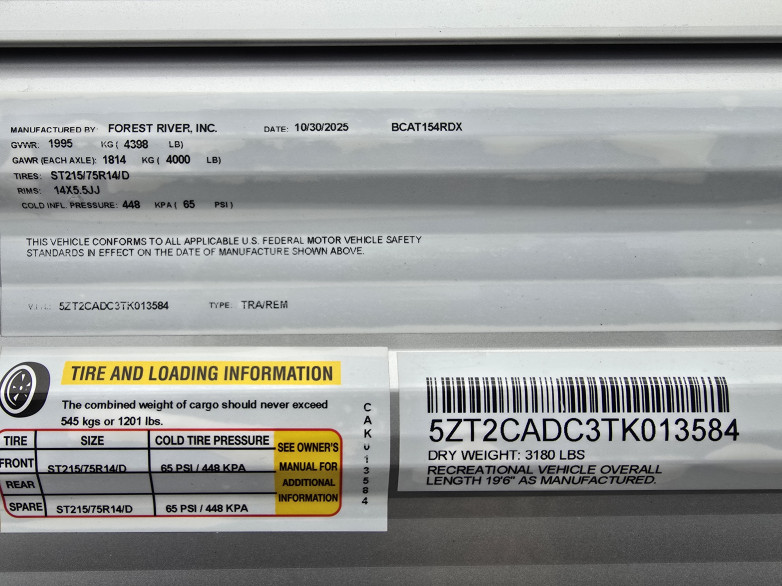 MANUFACTURED BY: FOREST RIVER, INC. DATE: 10/30/2025 BCAT154RDX
GVWR: 1995 KG ( 4398 LB)
GAWR (EACH AXLE): 1814 KG ( 4000 LB)
TIRES: ST215/75R14/D
RIMS: 14X5.5JJ
COLD INFL. PRESSURE: 448 KPA ( 65 PSI )
THIS VEHICLE CONFORMS TO ALL APPLICABLE U.S. FEDERAL MOTOR VEHICLE SAFETY
STANDARDS IN EFFECT ON THE DATE OF MANUFACTURE SHOWN ABOVE.
5ZT2CADC3TK013584 TYPE: TRA/REM
TIRE AND LOADING INFORMATION
The combined weight of cargo should never exceed
545 kgs or 1201 lbs.
TIRE SIZE COLD TIRE PRESSURE SEE OWNER'S
FRONT ST215/75R14/D 65 PSI / 448 KPA MANUAL FOR
REAR ADDITIONAL
SPARE ST215/75R14/D 65 PSI / 448 KPA INFORMATION
CAK013584
5ZT2CADC3TK013584
DRY WEIGHT: 3180 LBS
RECREATIONAL VEHICLE OVERALL
LENGTH 19'6" AS MANUFACTURED.